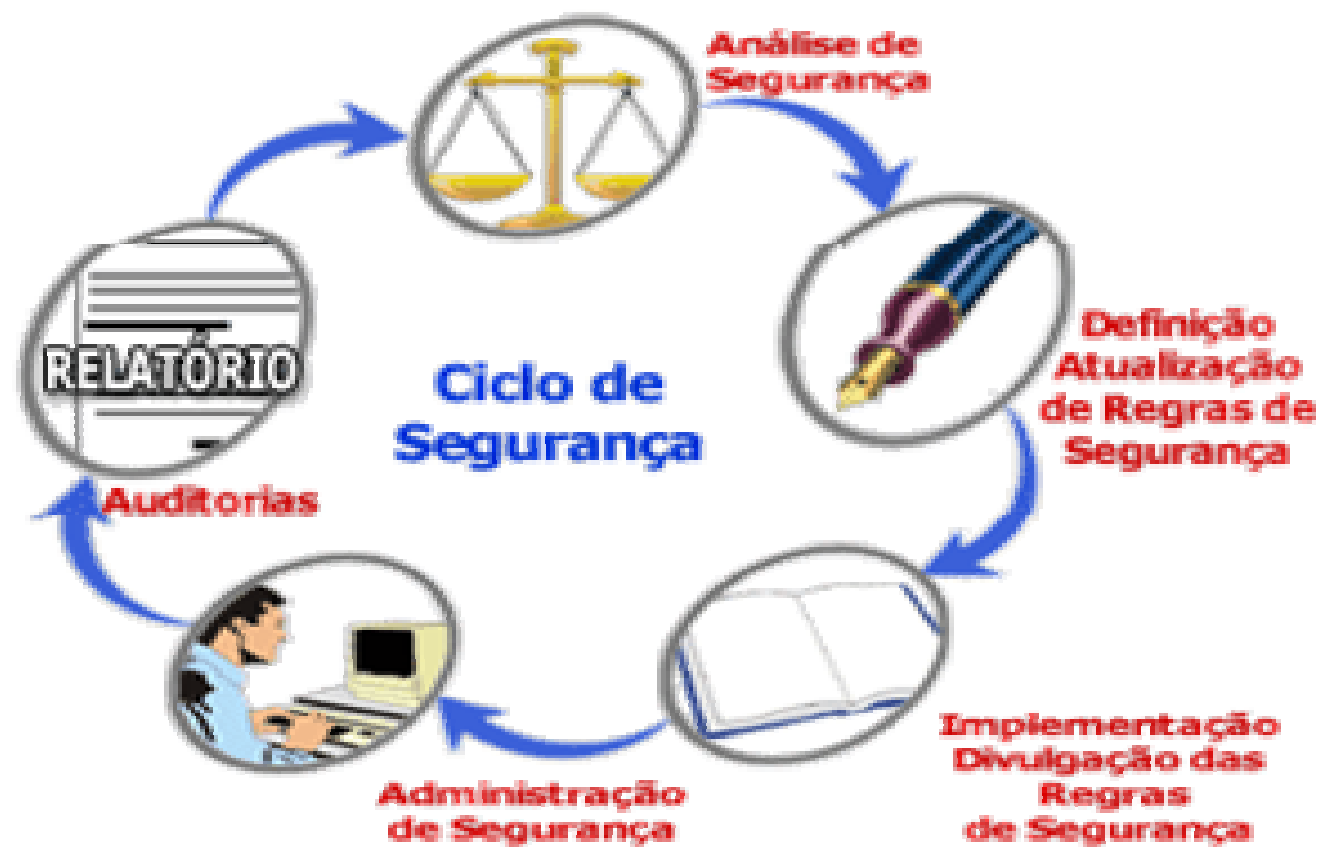 Análise de
Segurança
Definição
Atualização
de Regras de
Segurança
Implementação
Divulgação das
Regras
de Segurança
Administração
de Segurança
Auditorias
RELATÓRIO
Ciclo de
Segurança